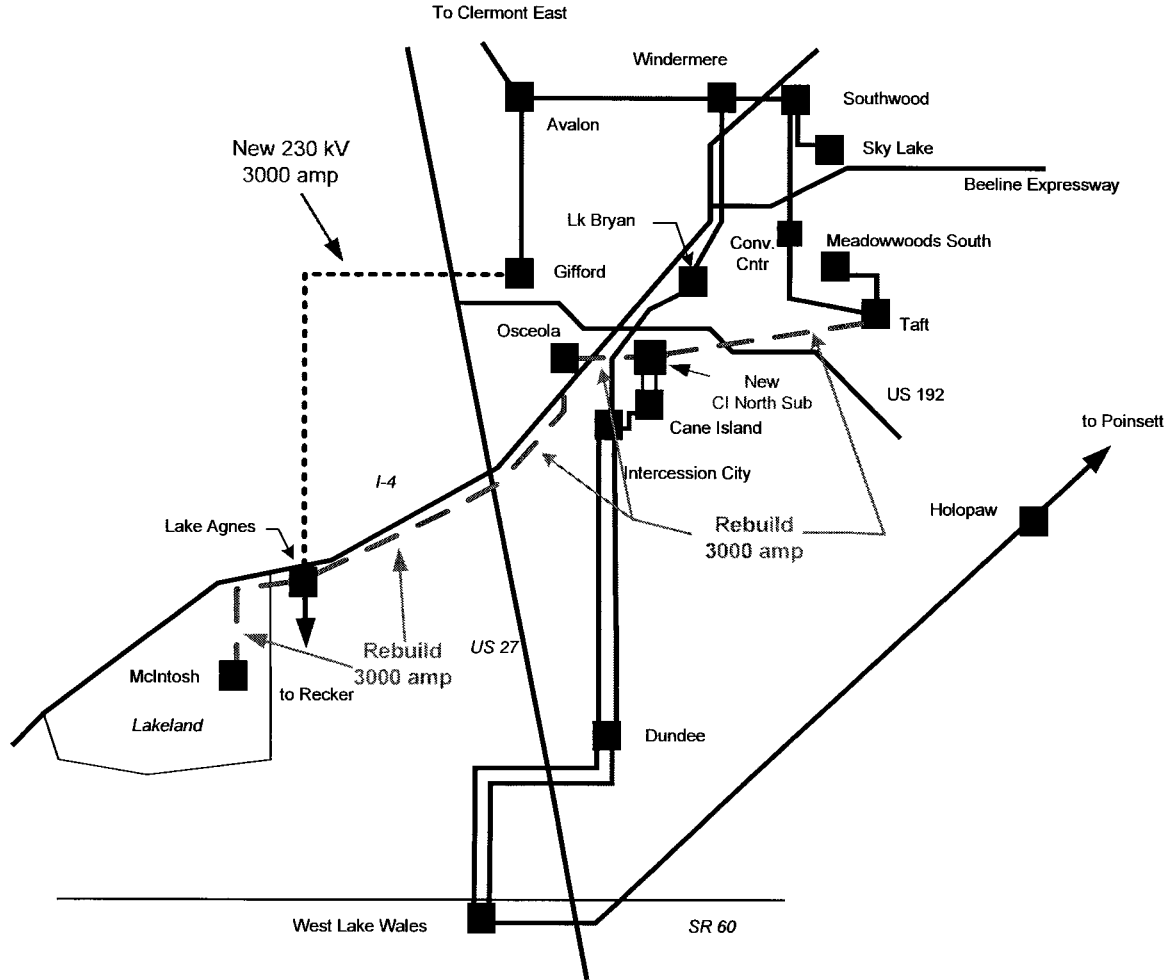 To Clermont East
Windermere
Southwood
Avalon
Sky Lake
New 230 kV
3000 amp
Beeline Expressway
Lk Bryan
Conv.
Cntr
Meadowwoods South
Gifford
Osceola
Taft
New
CI North Sub
US 192
Cane Island
to Poinsett
Intercession City
I-4
Holopaw
Lake Agnes
Rebuild
3000 amp
US 27
Rebuild
3000 amp
McIntosh
to Recker
Lakeland
Dundee
West Lake Wales
SR 60